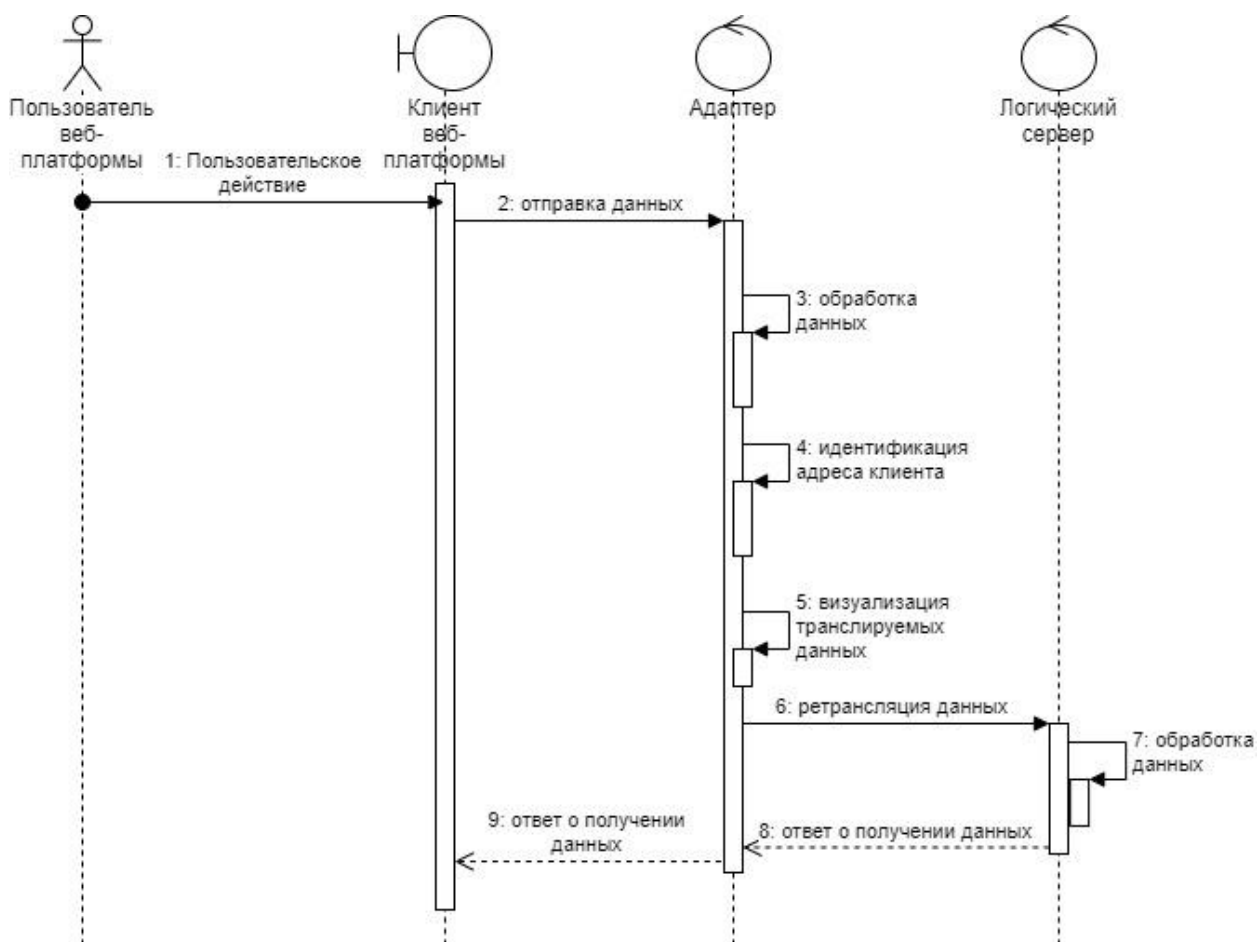 Пользователь
веб-
платформы
Клиент
веб-
платформы
Адаптер
Логический
сервер
1: Пользовательское
действие
2: отправка данных
3: обработка
данных
4: идентификация
адреса клиента
5: визуализация
транслируемых
данных
6: ретрансляция данных
7: обработка
данных
8: ответ о получении данных
9: ответ о получении
данных